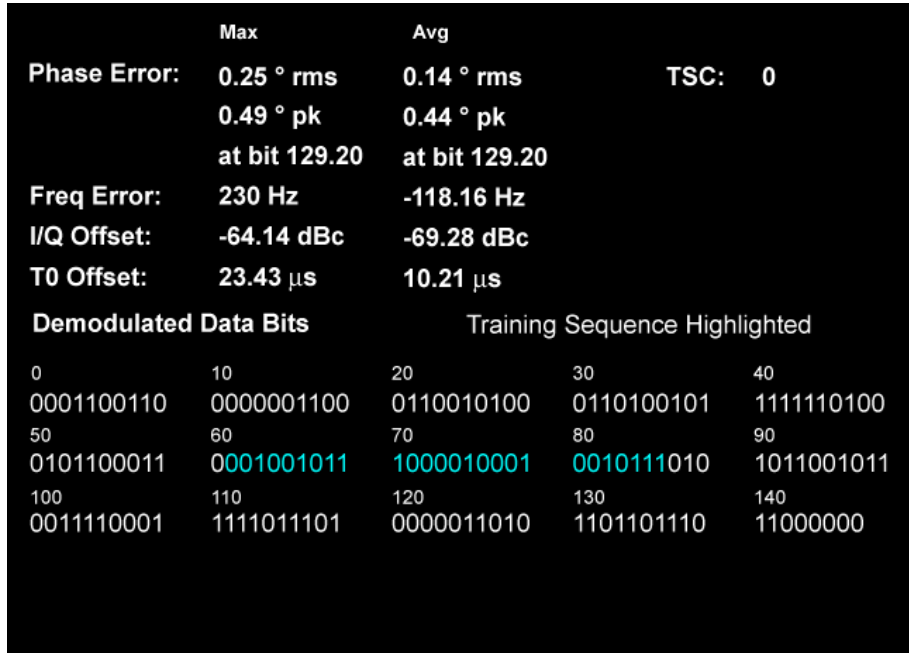 Max Avg
Phase Error: 0.25 ° rms 0.14 ° rms TSC: 0
0.49 ° pk 0.44 ° pk
at bit 129.20 at bit 129.20
Freq Error: 230 Hz -118.16 Hz
I/Q Offset: -64.14 dBc -69.28 dBc
T0 Offset: 23.43 μs 10.21 μs
Demodulated Data Bits Training Sequence Highlighted
0 10 20 30 40
0001100110 0000001100 0110010100 0110100101 1111110100
50 60 70 80 90
0101100011 0001001011 1000010001 0010111010 1011001011
100 110 120 130 140
0011110001 1111011101 0000011010 1101101110 11000000